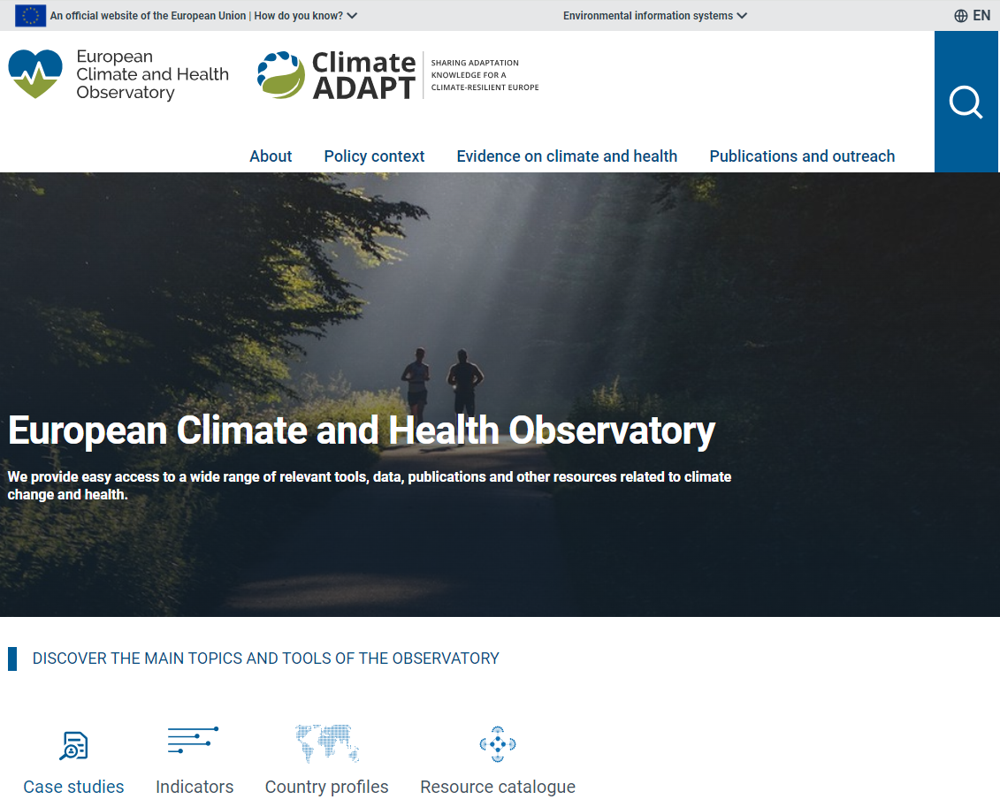 An official website of the European Union | How do you know?
Environmental information systems
EN
European
Climate and Health
Observatory
Climate
ADAPT
SHARING ADAPTATION
KNOWLEDGE FOR A
CLIMATE-RESILIENT EUROPE
About
Policy context
Evidence on climate and health
Publications and outreach
European Climate and Health Observatory
We provide easy access to a wide range of relevant tools, data, publications and other resources related to climate
change and health.
DISCOVER THE MAIN TOPICS AND TOOLS OF THE OBSERVATORY
Case studies
Indicators
Country profiles
Resource catalogue